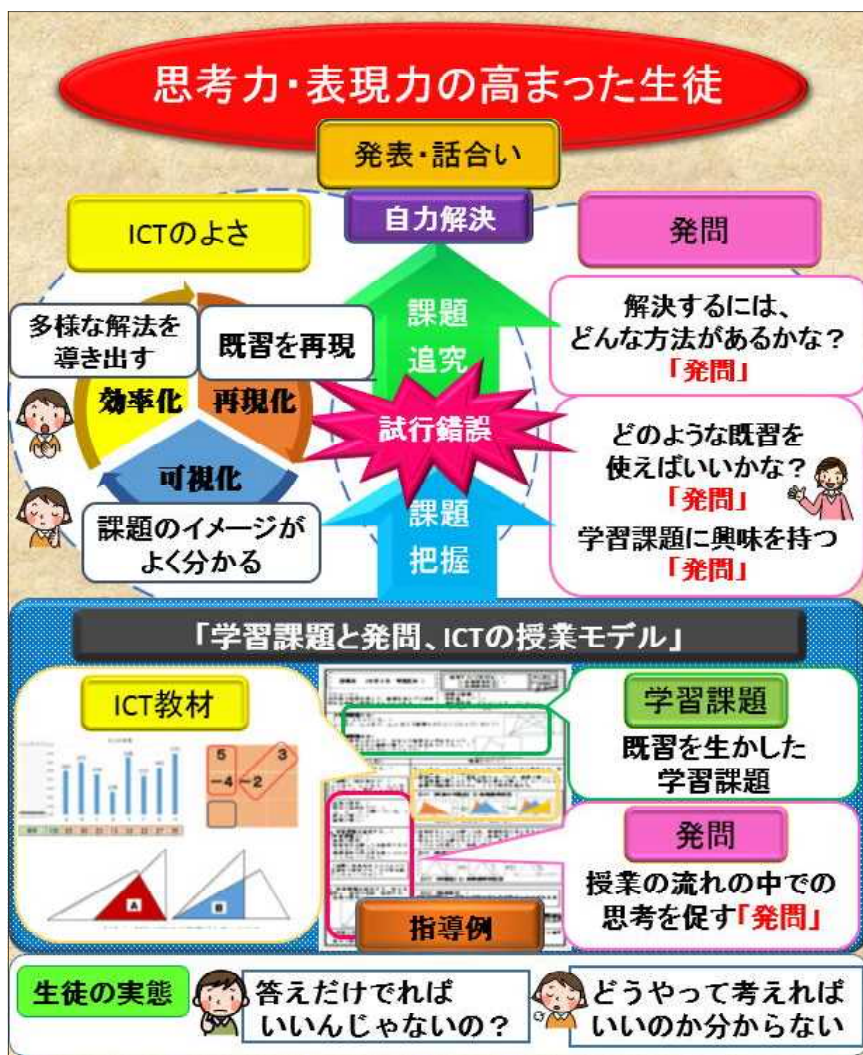 思考力・表現力の高まった生徒
発表・話合い
自力解決
ICTのよさ
多様な解法を
導き出す
既習を再現
効率化
再現化
可視化
課題のイメージが
よく分かる
課題
追究
試行錯誤
課題
把握
発問
解決するには、
どんな方法があるかな？
「発問」
どのような既習を
使えばいいかな？
「発問」
学習課題に興味を持つ
「発問」
「学習課題と発問、ICTの授業モデル」
ICT教材
5
3
-4
-2
A
B
指導例
学習課題
既習を生かした
学習課題
発問
授業の流れの中での
思考を促す「発問」
生徒の実態
答えだけでれば
いいんじゃないの？
どうやって考えれば
いいのか分からない